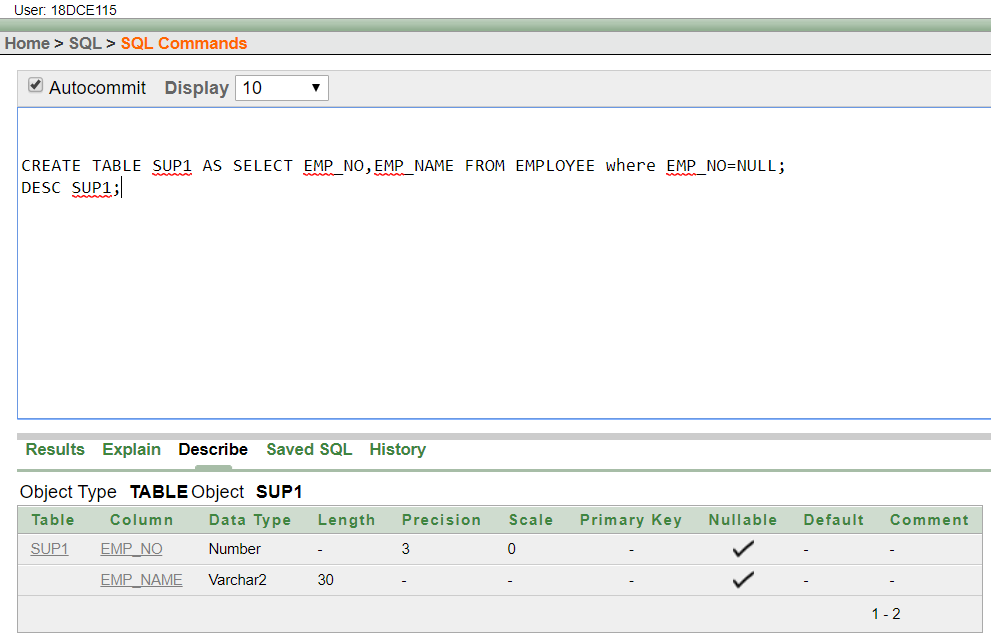 User: 18DCE115
Home > SQL > SQL Commands
Autocommit Display 10
CREATE TABLE SUP1 AS SELECT EMP_NO,EMP_NAME FROM EMPLOYEE where EMP_NO=NULL;
DESC SUP1;
Results Explain Describe Saved SQL History
Object Type TABLE Object SUP1
Table Column Data Type Length Precision Scale Primary Key Nullable Default Comment
SUP1 EMP_NO Number - 3 0 - ✓ - -
EMP_NAME Varchar2 30 - - - ✓ - -
1 - 2